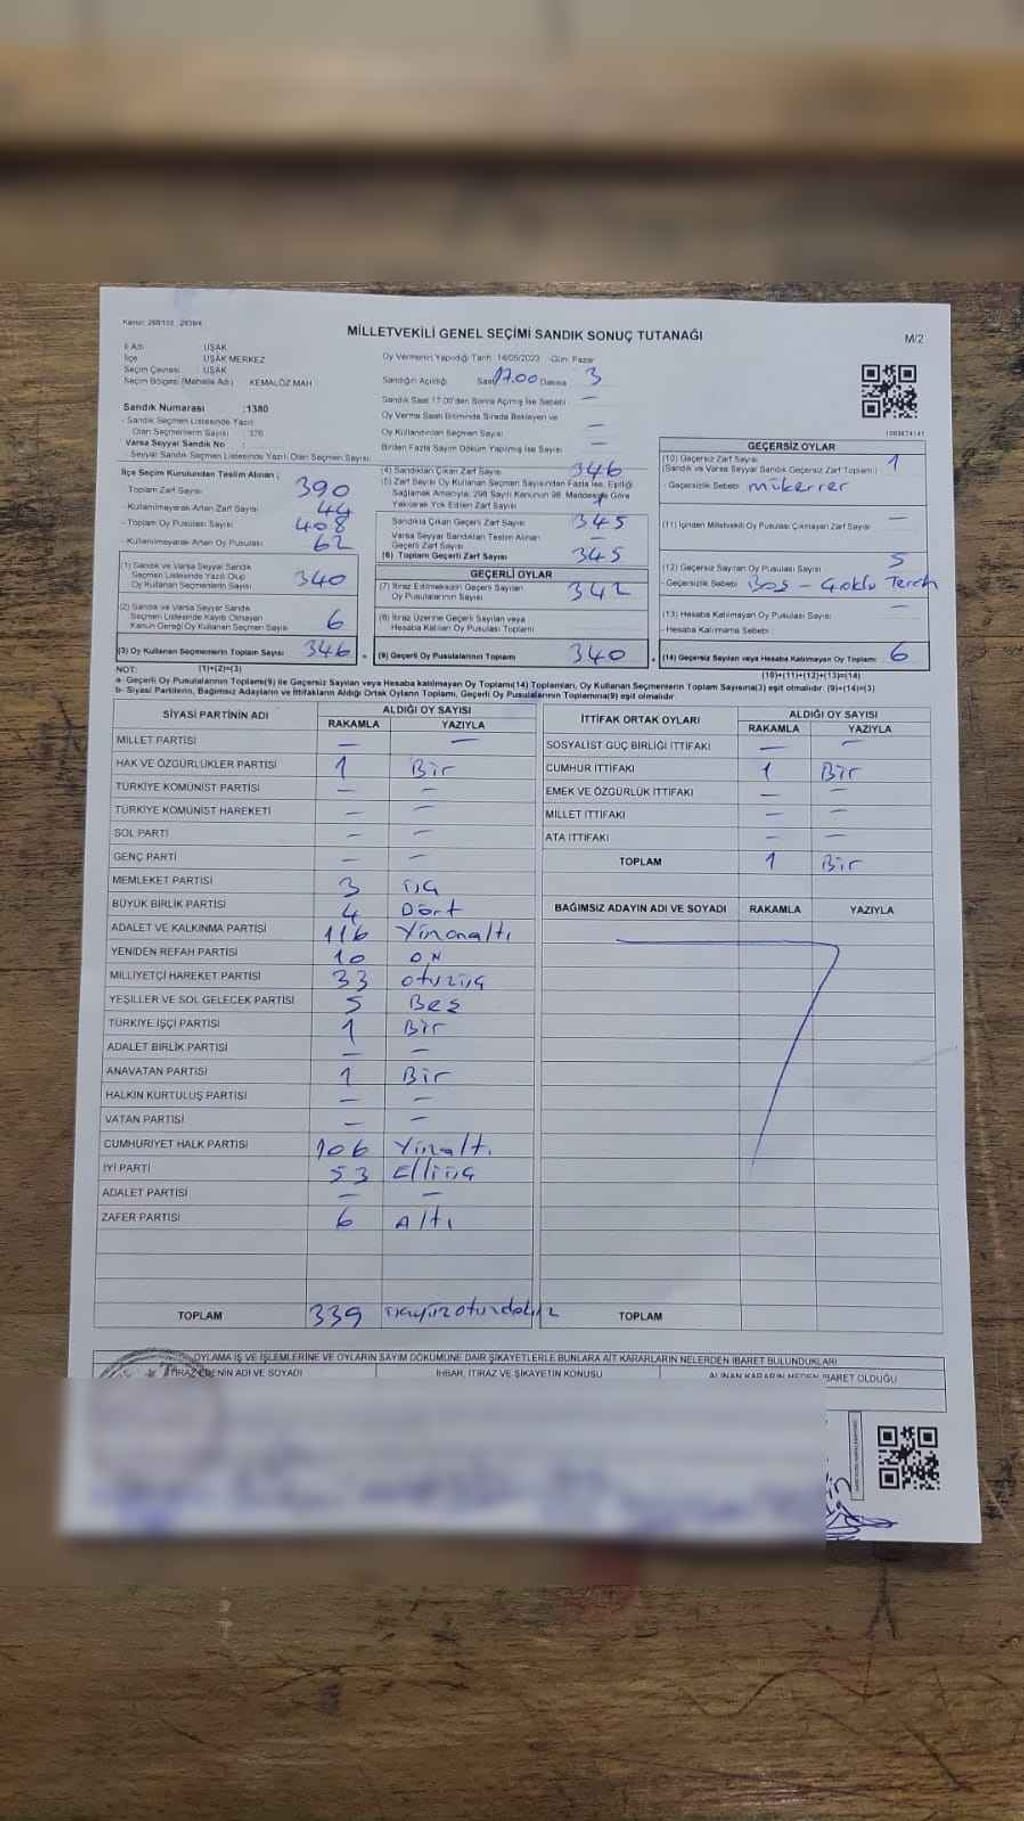 MİLLETVEKİLİ GENEL SEÇİMİ SANDIK SONUÇ TUTANAĞI
M/2
İl Adı : UŞAK
İlçe : UŞAK MERKEZ
Seçim Çevresi : UŞAK
Seçim Bölgesi (Mahalle Adı) : KEMALÖZ MAH
Oy Vermenin Yapıldığı Tarih: 14/05/2023 Gün: Pazar
Sandığın Açıldığı Saat 17.00 Dakika 3
Sandık Saat 17:00'den Sonra Açılmış İse Sebebi —
Sandık Numarası : 1380
Sandık Seçmen Listesinde Yazılı
Olan Seçmenlerin Sayısı : 376
Varsa Seyyar Sandık No :
Seyyar Sandık Seçmen Listesinde Yazılı Olan Seçmen Sayısı:
Oy Verme Saati Bitiminde Sırada Bekleyen ve
Oy Kullandırılan Seçmen Sayısı —
Birden Fazla Sayım Döküm Yapılmış İse Sayısı —
İlçe Seçim Kurulundan Teslim Alınan ;
Toplam Zarf Sayısı 390
Kullanılmayarak Artan Zarf Sayısı 44
Toplam Oy Pusulası Sayısı 408
Kullanılmayarak Artan Oy Pusulası 62
(1) Sandık ve Varsa Seyyar Sandık
Seçmen Listesinde Yazılı Olup
Oy Kullanan Seçmenlerin Sayısı 340
(2) Sandık ve Varsa Seyyar Sandık
Seçmen Listesinde Kayıtlı Olmayan
Kanun Gereği Oy Kullanan Seçmen Sayısı 6
(3) Oy Kullanan Seçmenlerin Toplam Sayısı 346
(1)+(2)=(3)
(4) Sandıktan Çıkan Zarf Sayısı 346
(5) Zarf Sayısı Oy Kullanan Seçmen Sayısından Fazla İse, Eşitliği
Sağlamak Amacıyla, 298 Sayılı Kanunun 98. Maddesine Göre
Yakılarak Yok Edilen Zarf Sayısı
Sandıkta Çıkan Geçerli Zarf Sayısı 345
Varsa Seyyar Sandıktan Teslim Alınan
Geçerli Zarf Sayısı —
(6) Toplam Geçerli Zarf Sayısı 345
GEÇERLİ OYLAR
(7) İtiraz Edilmeksizin Geçerli Sayılan
Oy Pusulalarının Sayısı 342
(8) İtiraz Üzerine Geçerli Sayılan veya
Hesaba Katılan Oy Pusulası Toplamı
(9) Geçerli Oy Pusulalarının Toplamı 340
GEÇERSİZ OYLAR
(10) Geçersiz Zarf Sayısı
(Sandık ve Varsa Seyyar Sandık Geçersiz Zarf Toplamı) 1
- Geçersizlik Sebebi : mükerrer
(11) İçinden Milletvekili Oy Pusulası Çıkmayan Zarf Sayısı —
(12) Geçersiz Sayılan Oy Pusulası Sayısı 5
- Geçersizlik Sebebi Boş - Çoklu Tercih
(13) Hesaba Katılmayan Oy Pusulası Sayısı —
- Hesaba Katılmama Sebebi
(14) Geçersiz Sayılan veya Hesaba Katılmayan Oy Toplamı 6
(10)+(11)+(12)+(13)=(14)
NOT:
a- Geçerli Oy Pusulalarının Toplamı(9) ile Geçersiz Sayılan veya Hesaba katılmayan Oy Toplamı(14) Toplamları, Oy Kullanan Seçmenlerin Toplam Sayısına(3) eşit olmalıdır. (9)+(14)=(3)
b- Siyasi Partilerin, Bağımsız Adayların ve İttifakların Aldığı Ortak Oyların Toplamı, Geçerli Oy Pusulalarının Toplamına(9) eşit olmalıdır
SİYASİ PARTİNİN ADI ALDIĞI OY SAYISI
RAKAMLA YAZIYLA
MİLLET PARTİSİ — —
HAK VE ÖZGÜRLÜKLER PARTİSİ 1 Bir
TÜRKİYE KOMÜNİST PARTİSİ — —
TÜRKİYE KOMÜNİST HAREKETİ — —
SOL PARTİ — —
GENÇ PARTİ — —
MEMLEKET PARTİSİ 3 üç
BÜYÜK BİRLİK PARTİSİ 4 Dört
ADALET VE KALKINMA PARTİSİ 116 Yüzonaltı
YENİDEN REFAH PARTİSİ 10 ON
MİLLİYETÇİ HAREKET PARTİSİ 33 otuzüç
YEŞİLLER VE SOL GELECEK PARTİSİ 5 Beş
TÜRKİYE İŞÇİ PARTİSİ 1 Bir
ADALET BİRLİK PARTİSİ — —
ANAVATAN PARTİSİ 1 Bir
HALKIN KURTULUŞ PARTİSİ — —
VATAN PARTİSİ — —
CUMHURİYET HALK PARTİSİ 106 Yüzaltı
İYİ PARTİ 53 Elliüç
ADALET PARTİSİ — —
ZAFER PARTİSİ 6 Altı
TOPLAM 339 üçyüzotuzdokuz
İTTİFAK ORTAK OYLARI ALDIĞI OY SAYISI
RAKAMLA YAZIYLA
SOSYALİST GÜÇ BİRLİĞİ İTTİFAKI — —
CUMHUR İTTİFAKI 1 Bir
EMEK VE ÖZGÜRLÜK İTTİFAKI — —
MİLLET İTTİFAKI — —
ATA İTTİFAKI — —
TOPLAM 1 Bir
BAĞIMSIZ ADAYIN ADI VE SOYADI RAKAMLA YAZIYLA
TOPLAM
OYLAMA İŞ VE İŞLEMLERİNE VE OYLARIN SAYIM DÖKÜMÜNE DAİR ŞİKAYETLERLE BUNLARA AİT KARARLARIN NELERDEN İBARET BULUNDUKLARI
İTİRAZ EDENİN ADI VE SOYADI İHBAR, İTİRAZ VE ŞİKAYETİN KONUSU ALINAN KARARIN NEDEN İBARET OLDUĞU